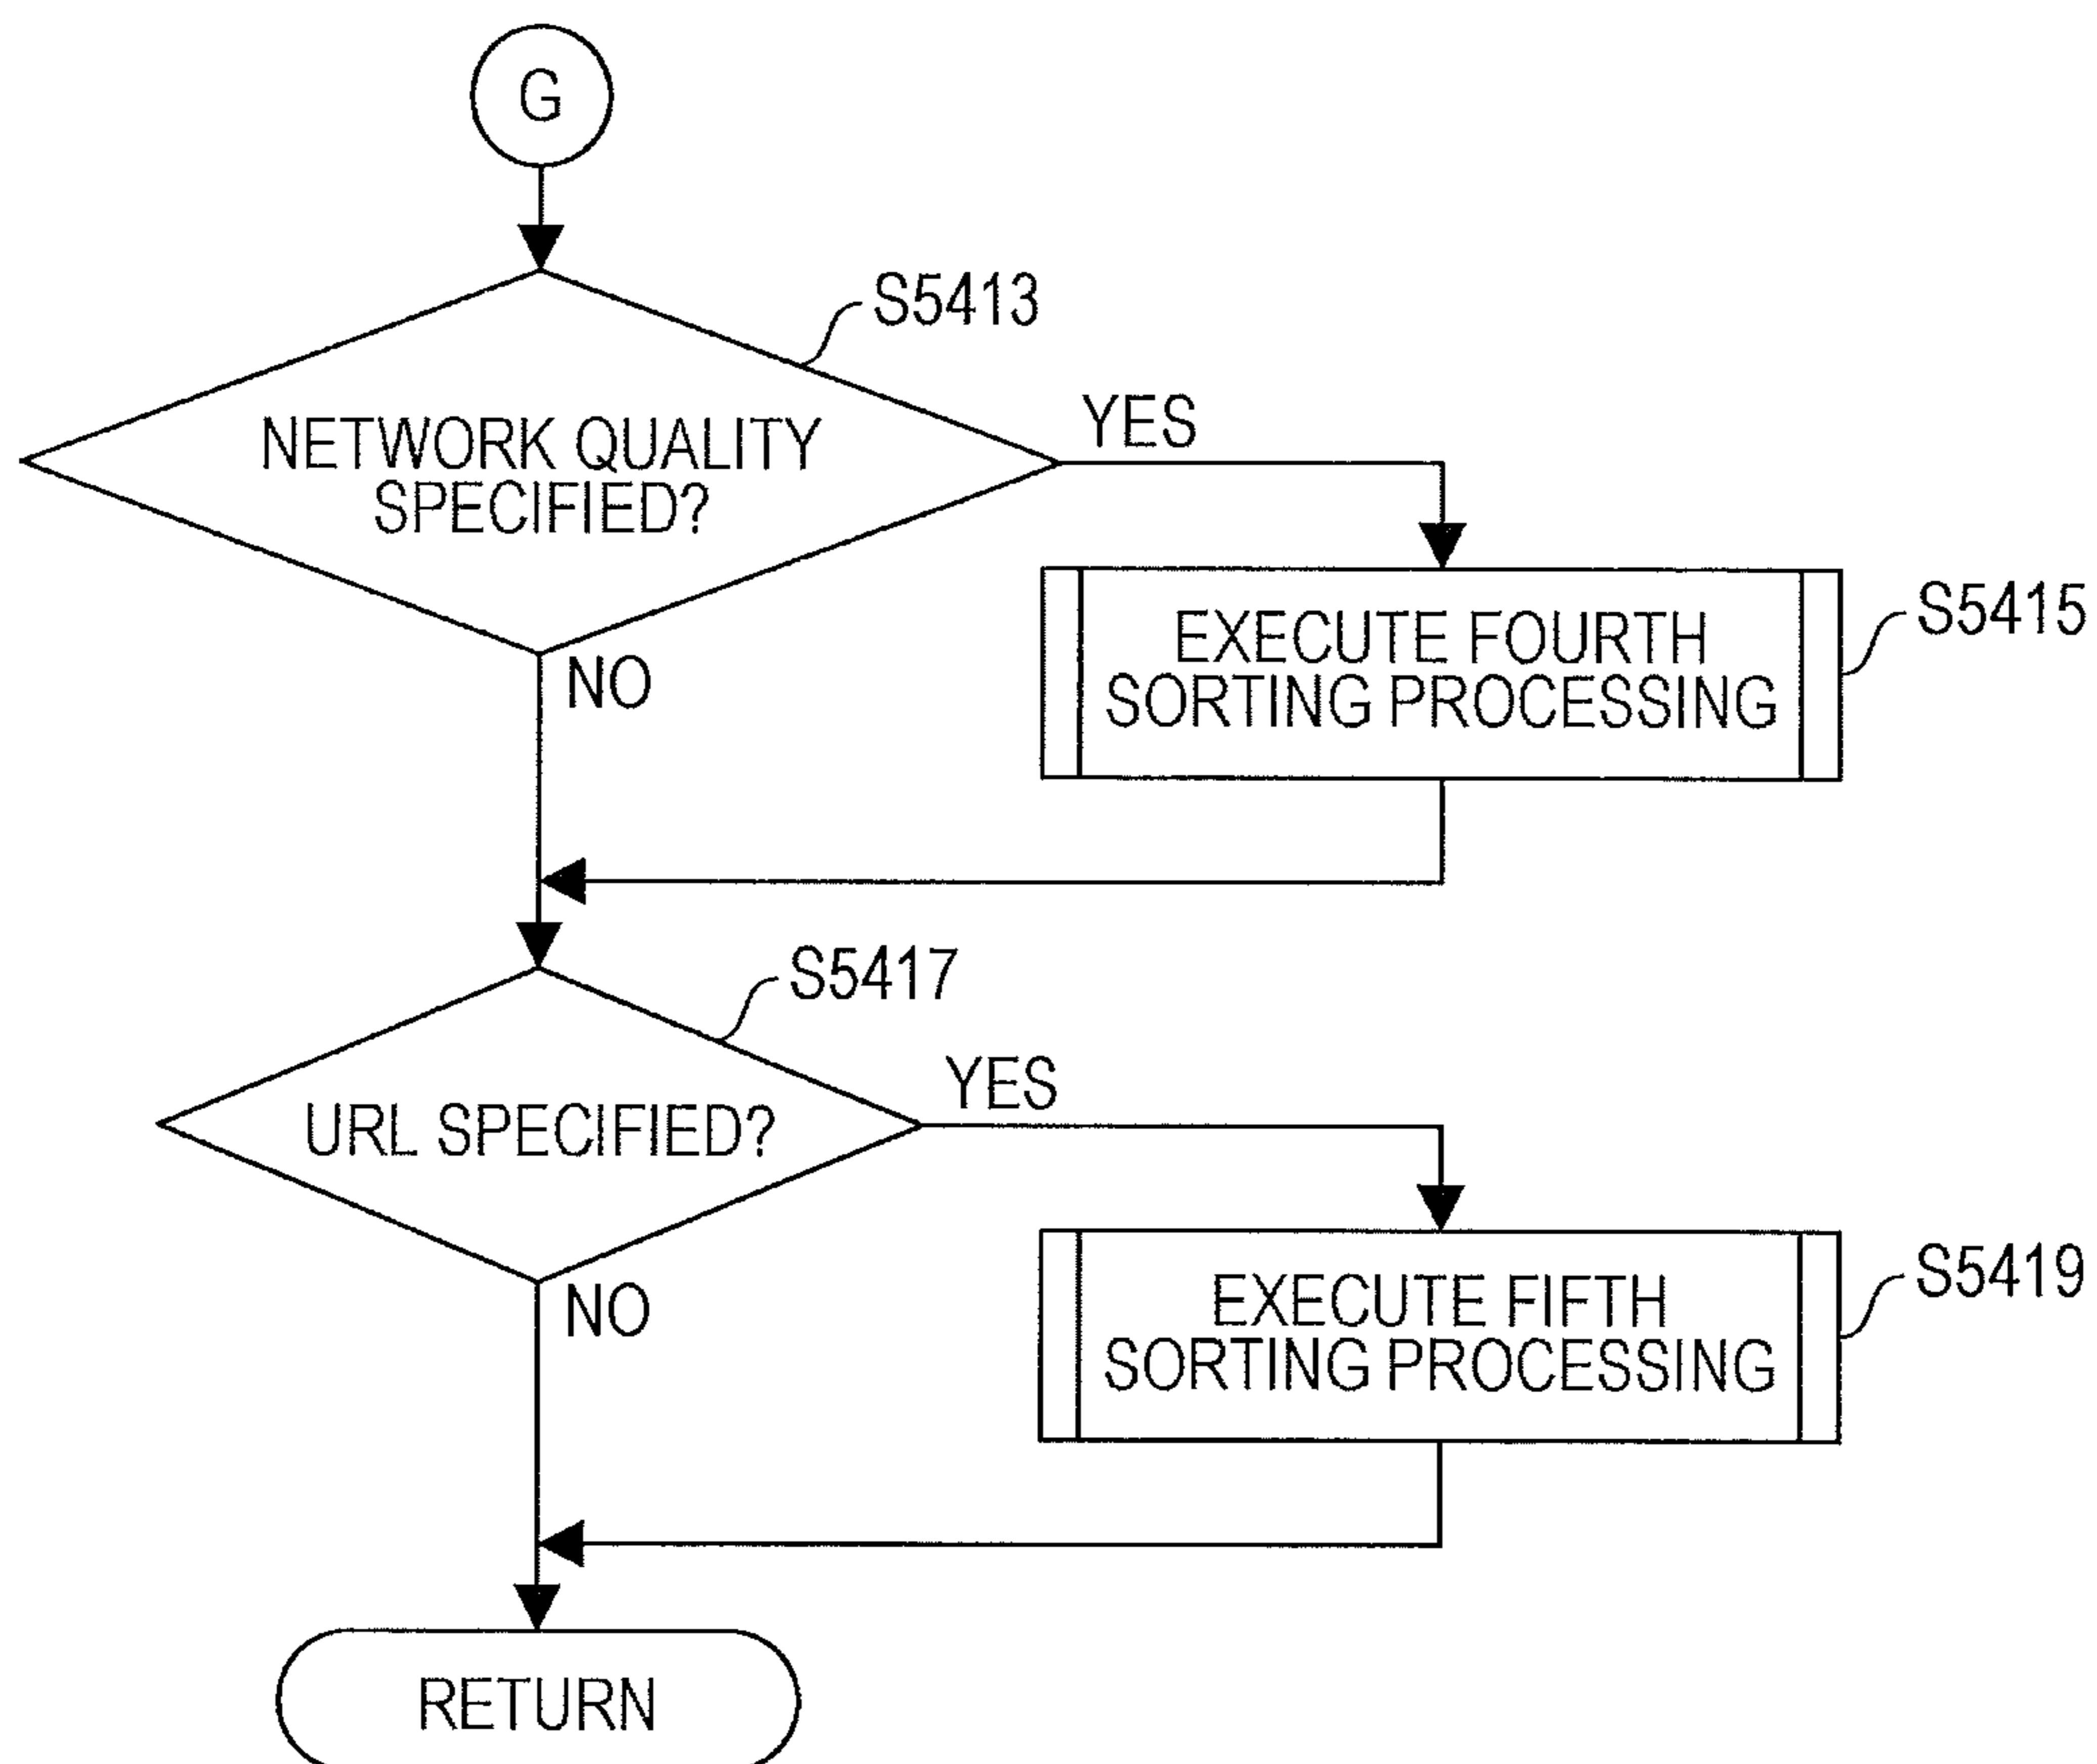 G
S5413
NETWORK QUALITY
SPECIFIED?
YES
NO
EXECUTE FOURTH
SORTING PROCESSING
S5415
S5417
URL SPECIFIED?
YES
NO
EXECUTE FIFTH
SORTING PROCESSING
S5419
RETURN